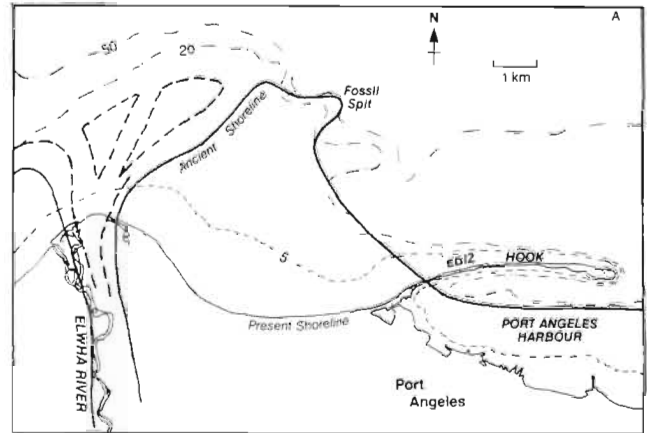 N
A
50
20
1 km
Fossil
Spit
Ancient Shoreline
5
EDIZ HOOK
Present Shoreline
PORT ANGELES
HARBOUR
ELWHA RIVER
Port
Angeles